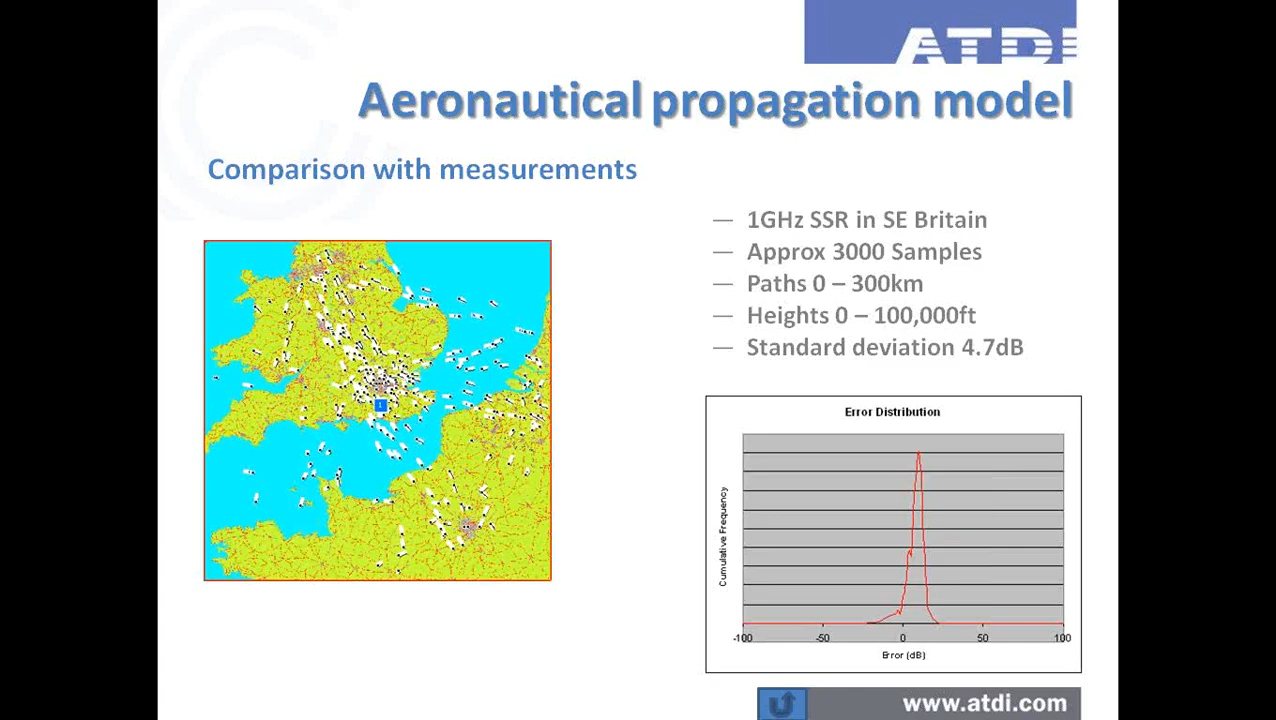 ATDI
Aeronautical propagation model
Comparison with measurements
— 1GHz SSR in SE Britain
— Approx 3000 Samples
— Paths 0 – 300km
— Heights 0 – 100,000ft
— Standard deviation 4.7dB
1
Error Distribution
Cumulative Frequency
-100 -50 0 50 100
Error (dB)
www.atdi.com